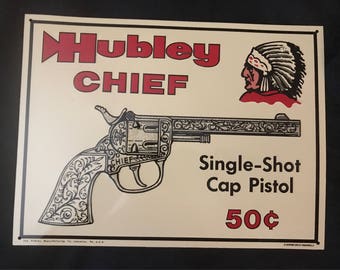 Hubley
CHIEF
CHIEF
Single-Shot
Cap Pistol
50¢